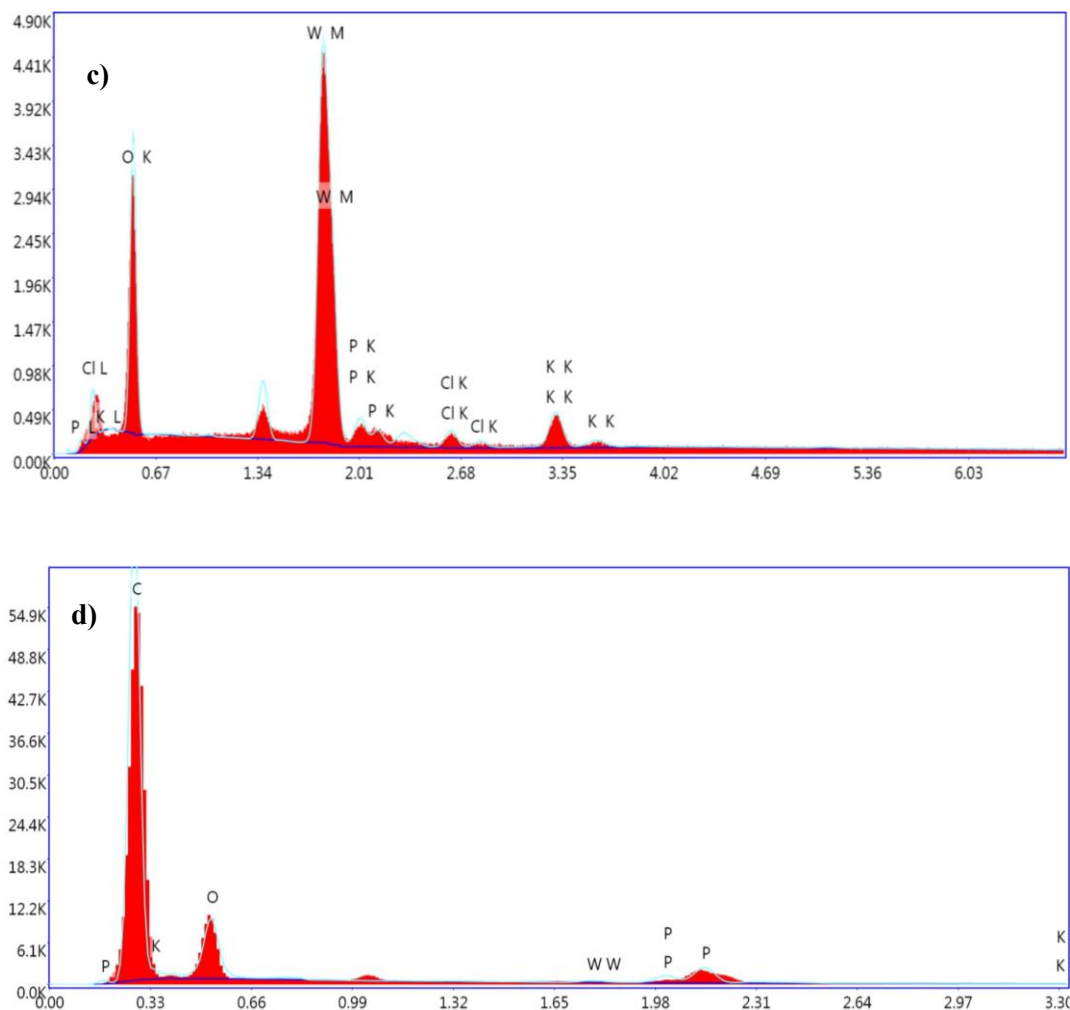 4.90K
W M
4.41K
c)
3.92K
3.43K
O K
2.94K
W M
2.45K
1.96K
1.47K
P K
Cl L
Cl K
K K
0.98K
P K
K K
P K
Cl K
0.49K
K L
P L
Cl K
K K
0.00K
0.00 0.67 1.34 2.01 2.68 3.35 4.02 4.69 5.36 6.03
C
d)
54.9K
48.8K
42.7K
36.6K
30.5K
24.4K
18.3K
12.2K
O
P
K
K
P
6.1K
P
P
W W
K
0.0K
0.00 0.33 0.66 0.99 1.32 1.65 1.98 2.31 2.64 2.97 3.30